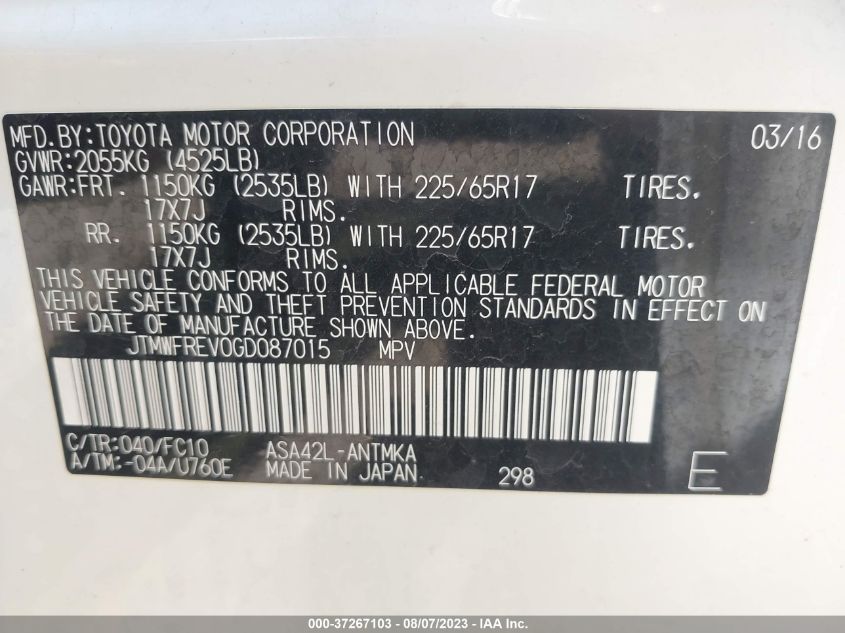 MFD.BY:TOYOTA MOTOR CORPORATION 03/16
GVWR:2055KG (4525LB)
GAWR:FRT. 1150KG (2535LB) WITH 225/65R17 TIRES.
17X7J RIMS.
RR. 1150KG (2535LB) WITH 225/65R17 TIRES.
17X7J RIMS.
THIS VEHICLE CONFORMS TO ALL APPLICABLE FEDERAL MOTOR
VEHICLE SAFETY AND THEFT PREVENTION STANDARDS IN EFFECT ON
THE DATE OF MANUFACTURE SHOWN ABOVE.
JTMWFREV0GD087015 MPV
C/TR:040/FC10 ASA42L-ANTMKA
A/TM:-04A/U760E MADE IN JAPAN 298 E
000-37267103 - 08/07/2023 - IAA Inc.